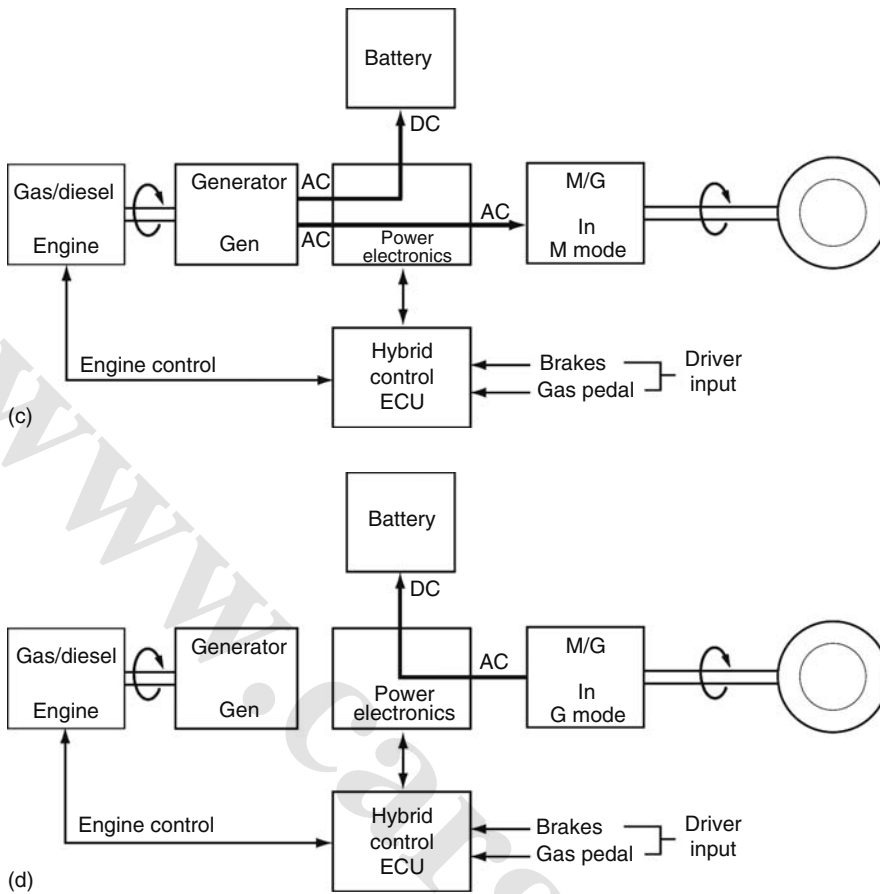 Battery
DC
Gas/diesel
Engine
Generator
Gen
AC
AC
Power
electronics
AC
M/G
In
M mode
Engine control
Hybrid
control
ECU
Brakes
Gas pedal
Driver
input
(c)
Battery
DC
Gas/diesel
Engine
Generator
Gen
Power
electronics
AC
M/G
In
G mode
Engine control
Hybrid
control
ECU
Brakes
Gas pedal
Driver
input
(d)
www.car